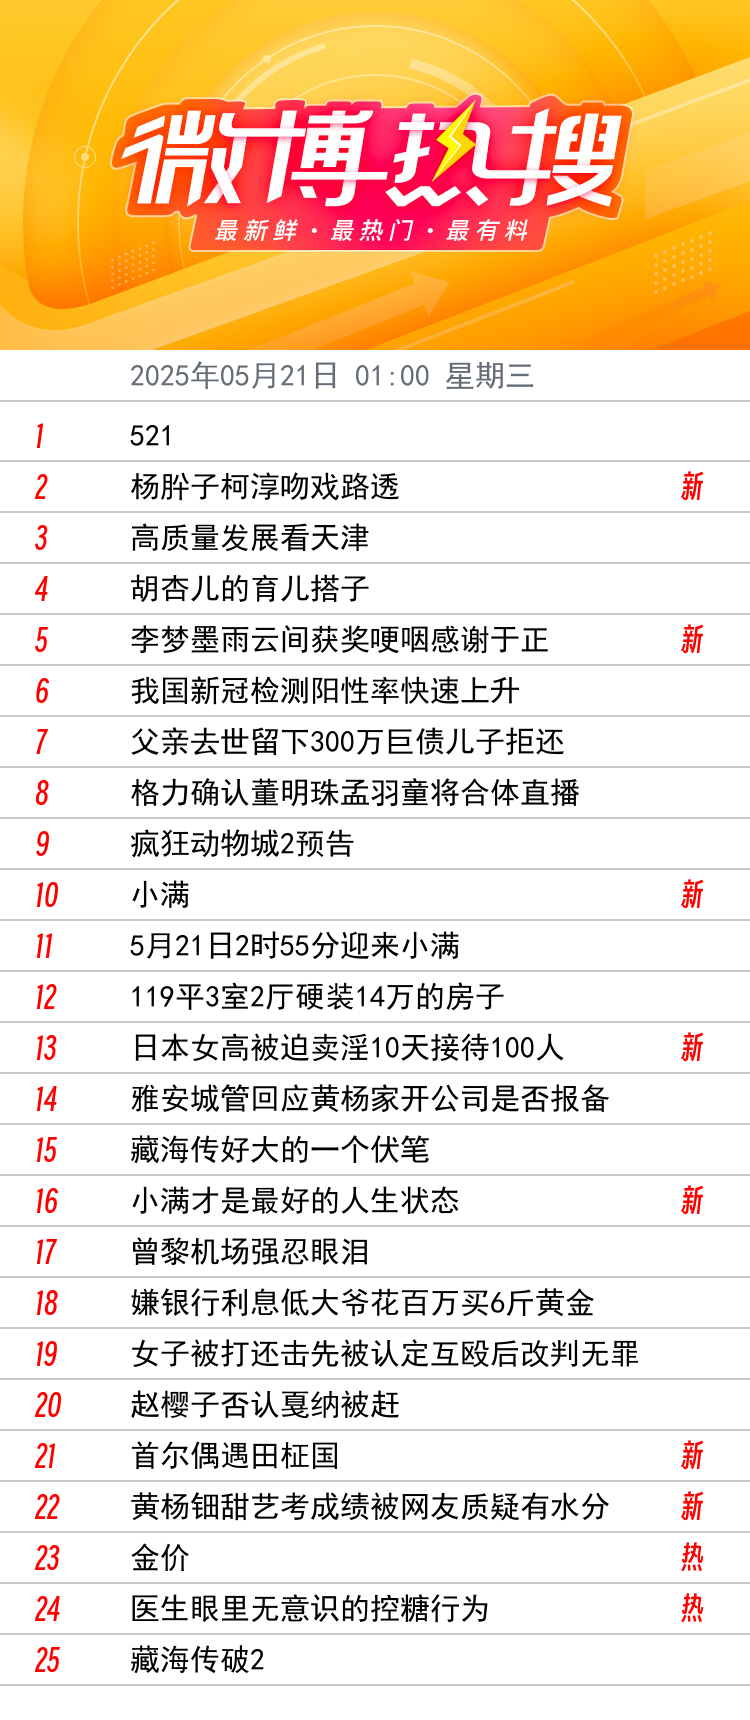 微博热搜
最新鲜·最热门·最有料
2025年05月21日 01:00 星期三
1 521
2 杨肸子柯淳吻戏路透 新
3 高质量发展看天津
4 胡杏儿的育儿搭子
5 李梦墨雨云间获奖哽咽感谢于正 新
6 我国新冠检测阳性率快速上升
7 父亲去世留下300万巨债儿子拒还
8 格力确认董明珠孟羽童将合体直播
9 疯狂动物城2预告
10 小满 新
11 5月21日2时55分迎来小满
12 119平3室2厅硬装14万的房子
13 日本女高被迫卖淫10天接待100人 新
14 雅安城管回应黄杨家开公司是否报备
15 藏海传好大的一个伏笔
16 小满才是最好的人生状态 新
17 曾黎机场强忍眼泪
18 嫌银行利息低大爷花百万买6斤黄金
19 女子被打还击先被认定互殴后改判无罪
20 赵樱子否认戛纳被赶
21 首尔偶遇田柾国 新
22 黄杨钿甜艺考成绩被网友质疑有水分 新
23 金价 热
24 医生眼里无意识的控糖行为 热
25 藏海传破2